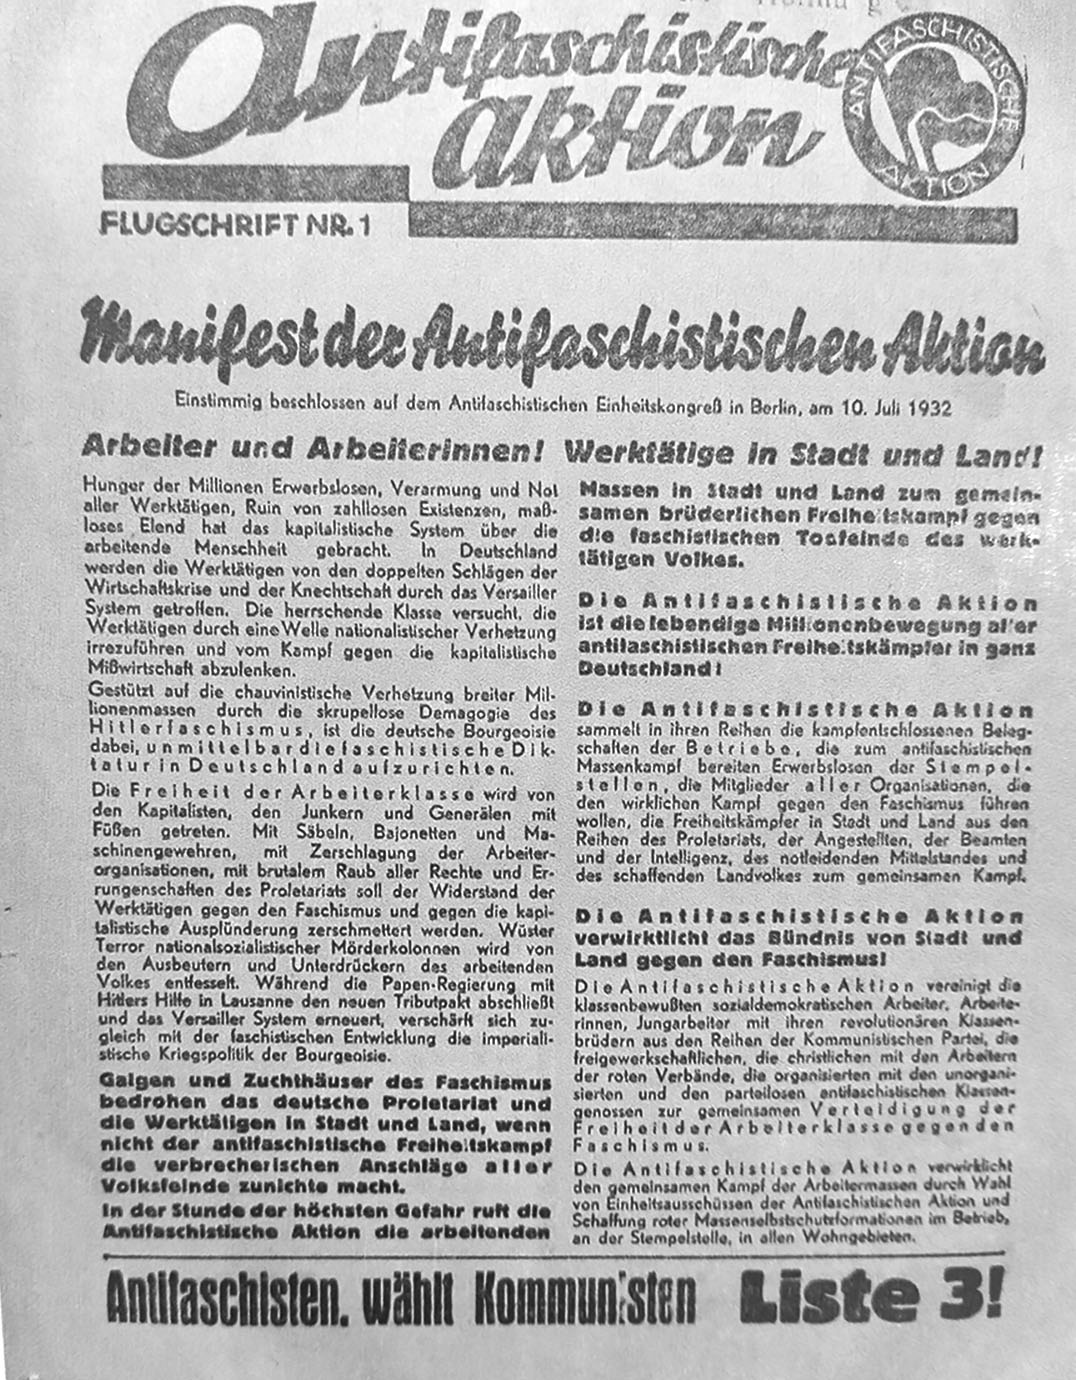 Antifaschistische
Aktion
ANTIFASCHISTISCHE
AKTION
FLUGSCHRIFT NR. 1
Manifest der Antifaschistischen Aktion
Einstimmig beschlossen auf dem Antifaschistischen Einheitskongreß in Berlin, am 10. Juli 1932
Arbeiter und Arbeiterinnen! Werktätige in Stadt und Land!
Hunger der Millionen Erwerbslosen, Verarmung und Not
aller Werktätigen, Ruin von zahllosen Existenzen, maß-
loses Elend hat das kapitalistische System über die
arbeitende Menschheit gebracht. In Deutschland
werden die Werktätigen von den doppelten Schlägen der
Wirtschaftskrise und der Knechtschaft durch das Versailler
System getroffen. Die herrschende Klasse versucht, die
Werktätigen durch eine Welle nationalistischer Verhetzung
irrezuführen und vom Kampf gegen die kapitalistische
Mißwirtschaft abzulenken.
Gestützt auf die chauvinistische Verhetzung breiter Mil-
lionenmassen durch die skrupellose Demagogie des
Hitlerfaschismus, ist die deutsche Bourgeoisie
dabei, unmittelbar die faschistische Dik-
tatur in Deutschland aufzurichten.
Die Freiheit der Arbeiterklasse wird von
den Kapitalisten, den Junkern und Generälen mit
Füßen getreten. Mit Säbeln, Bajonetten und Ma-
schinengewehren, mit Zerschlagung der Arbeiter-
organisationen, mit brutalem Raub aller Rechte und Er-
rungenschaften des Proletariats soll der Widerstand der
Werktätigen gegen den Faschismus und gegen die kapi-
talistische Ausplünderung zerschmettert werden. Wüster
Terror nationalsozialistischer Mörderkolonnen wird von
den Ausbeutern und Unterdrückern des arbeitenden
Volkes entfesselt. Während die Papen-Regierung mit
Hitlers Hilfe in Lausanne den neuen Tributpakt abschließt
und das Versailler System erneuert, verschärft sich zu-
gleich mit der faschistischen Entwicklung die imperiali-
stische Kriegspolitik der Bourgeoisie.
Galgen und Zuchthäuser des Faschismus
bedrohen das deutsche Proletariat und
die Werktätigen in Stadt und Land, wenn
nicht der antifaschistische Freiheitskampf
die verbrecherischen Anschläge aller
Volksfeinde zunichte macht.
In der Stunde der höchsten Gefahr ruft die
Antifaschistische Aktion die arbeitenden
Massen in Stadt und Land zum gemein-
samen brüderlichen Freiheitskampf gegen
die faschistischen Todfeinde des werk-
tätigen Volkes.
Die Antifaschistische Aktion
ist die lebendige Millionenbewegung aller
antifaschistischen Freiheitskämpfer in ganz
Deutschland!
Die Antifaschistische Aktion
sammelt in ihren Reihen die kampfentschlossenen Beleg-
schaften der Betriebe, die zum antifaschistischen
Massenkampf bereiten Erwerbslosen der Stempel-
stellen, die Mitglieder aller Organisationen, die
den wirklichen Kampf gegen den Faschismus führen
wollen, die Freiheitskämpfer in Stadt und Land aus den
Reihen des Proletariats, der Angestellten, der Beamten
und der Intelligenz, des notleidenden Mittelstandes und
des schaffenden Landvolkes zum gemeinsamen Kampf.
Die Antifaschistische Aktion
verwirklicht das Bündnis von Stadt und
Land gegen den Faschismus!
Die Antifaschistische Aktion vereinigt die
klassenbewußten sozialdemokratischen Arbeiter, Arbeite-
rinnen, Jungarbeiter mit ihren revolutionären Klassen-
brüdern aus den Reihen der Kommunistischen Partei, die
freigewerkschaftlichen, die christlichen mit den Arbeitern
der roten Verbände, die organisierten mit den unorgani-
sierten und den parteilosen antifaschistischen Klassen-
genossen zur gemeinsamen Verteidigung der
Freiheit der Arbeiterklasse gegen den
Faschismus.
Die Antifaschistische Aktion verwirklicht
den gemeinsamen Kampf der Arbeitermassen durch Wahl
von Einheitsausschüssen der Antifaschistischen Aktion und
Schaffung roter Massenselbstschutzformationen im Betrieb,
an der Stempelstelle, in allen Wohngebieten.
Antifaschisten, wählt Kommunisten Liste 3!